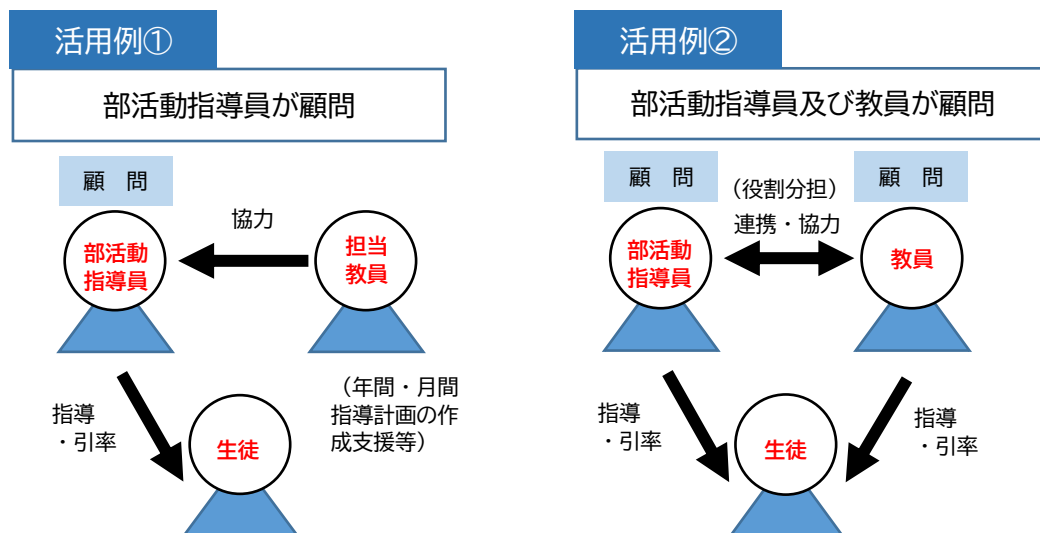 活用例①
部活動指導員が顧問
顧　問
協力
部活動
指導員
担当
教員
（年間・月間
指導計画の作
成支援等）
指導
・引率
生徒
活用例②
部活動指導員及び教員が顧問
顧　問
（役割分担）
連携・協力
顧　問
部活動
指導員
教員
指導
・引率
指導
・引率
生徒